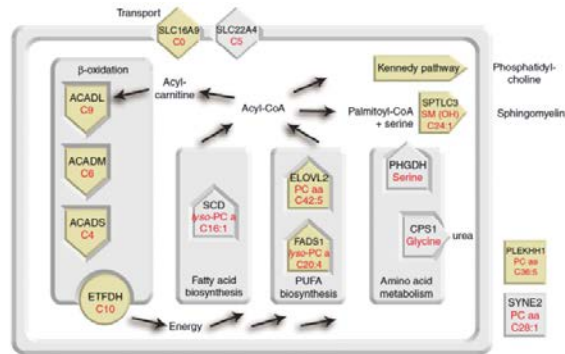 Transport
SLC16A9
C0
SLC22A4
C5
β-oxidation
ACADL
C9
ACADM
C6
ACADS
C4
ETFDH
C10
Acyl-
carnitine
Acyl-CoA
Kennedy pathway
Phosphatidyl-
choline
Palmitoyl-CoA
+ serine
SPTLC3
SM (OH)
C24:1
Sphingomyelin
SCD
lyso-PC a
C16:1
Fatty acid
biosynthesis
ELOVL2
PC aa
C42:5
FADS1
lyso-PC a
C20:4
PUFA
biosynthesis
PHGDH
Serine
CPS1
Glycine
urea
Amino acid
metabolism
Energy
PLEKHH1
PC ae
C36:5
SYNE2
PC aa
C28:1